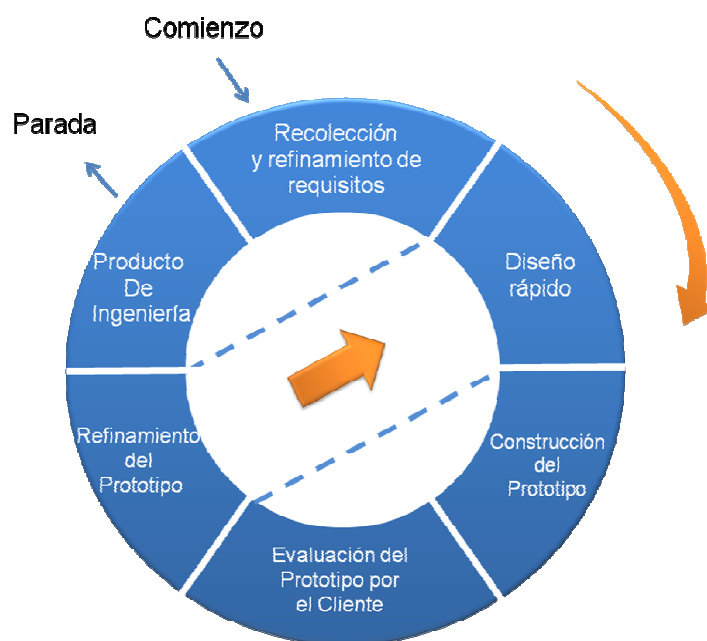 Comienzo
Parada
Recolección
y refinamiento de
requisitos
Diseño
rápido
Construcción
del
Prototipo
Evaluación del
Prototipo por
el Cliente
Refinamiento
del
Prototipo
Producto
De
Ingeniería